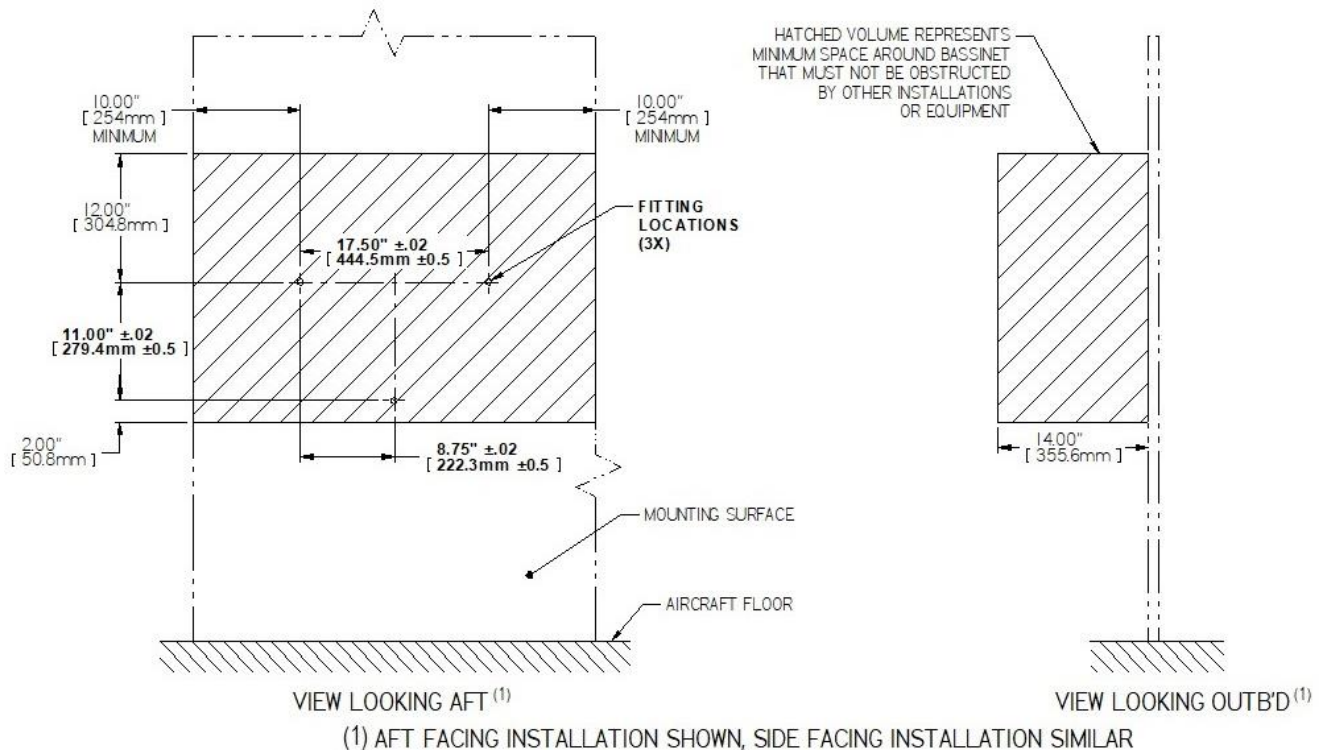 HATCHED VOLUME REPRESENTS
MINIMUM SPACE AROUND BASSINET
THAT MUST NOT BE OBSTRUCTED
BY OTHER INSTALLATIONS
OR EQUIPMENT
10.00"
[ 254mm ]
MINIMUM
10.00"
[ 254mm ]
MINIMUM
12.00"
[ 304.8mm ]
FITTING
LOCATIONS
(3X)
17.50" ±.02
[ 444.5mm ±0.5 ]
11.00" ±.02
[ 279.4mm ±0.5 ]
2.00"
[ 50.8mm ]
8.75" ±.02
[ 222.3mm ±0.5 ]
14.00"
[ 355.6mm ]
MOUNTING SURFACE
AIRCRAFT FLOOR
VIEW LOOKING AFT (1)
VIEW LOOKING OUTB'D (1)
(1) AFT FACING INSTALLATION SHOWN, SIDE FACING INSTALLATION SIMILAR